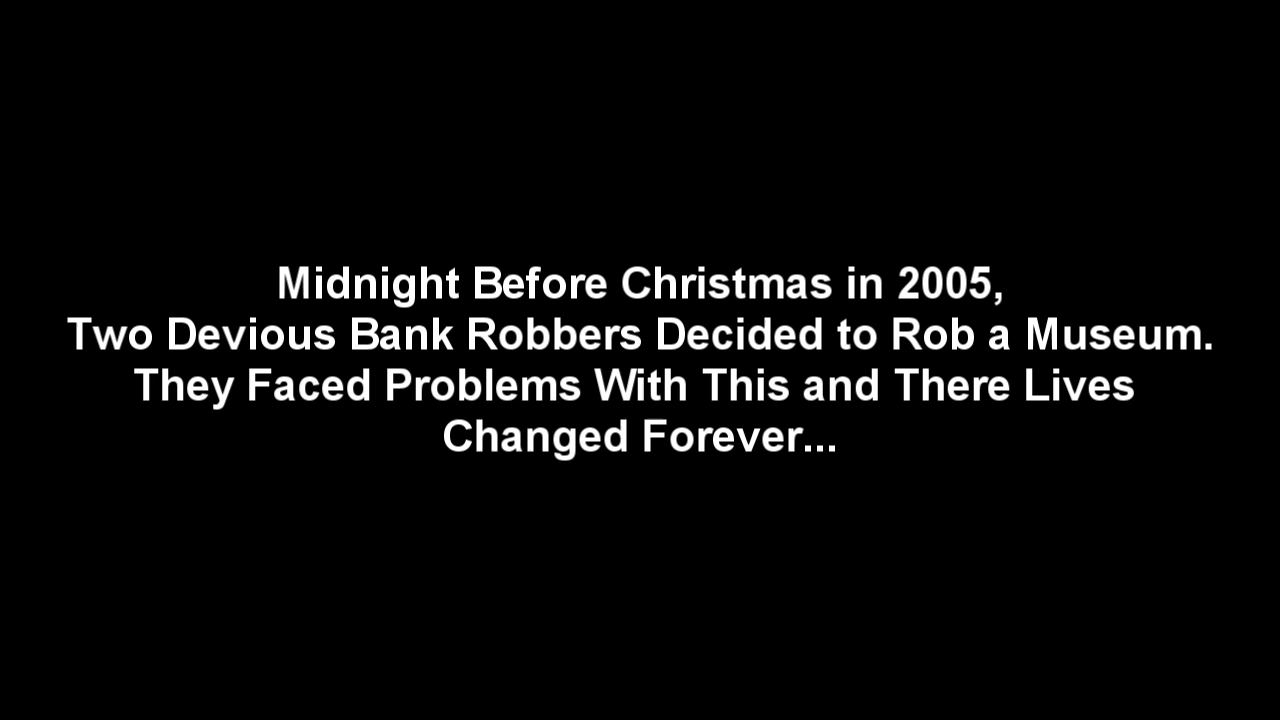 Midnight Before Christmas in 2005,
Two Devious Bank Robbers Decided to Rob a Museum.
They Faced Problems With This and There Lives
Changed Forever...